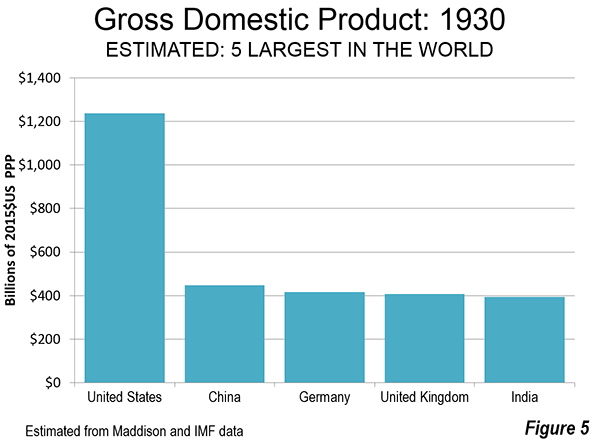 Gross Domestic Product: 1930
ESTIMATED: 5 LARGEST IN THE WORLD
Billions of 2015$US PPP
$1,400
$1,200
$1,000
$800
$600
$400
$200
$0
United States
China
Germany
United Kingdom
India
Estimated from Maddison and IMF data
Figure 5